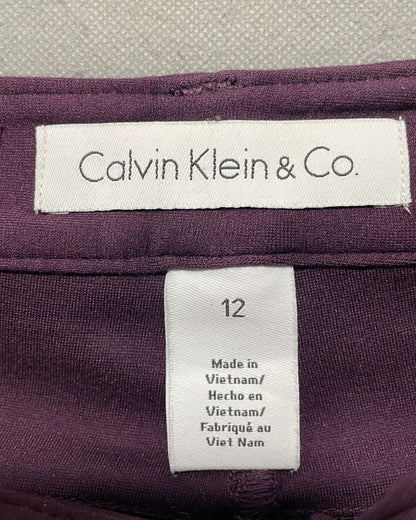 Calvin Klein & Co.
12
Made in
Vietnam/
Hecho en
Vietnam/
Fabriqué au
Viet Nam